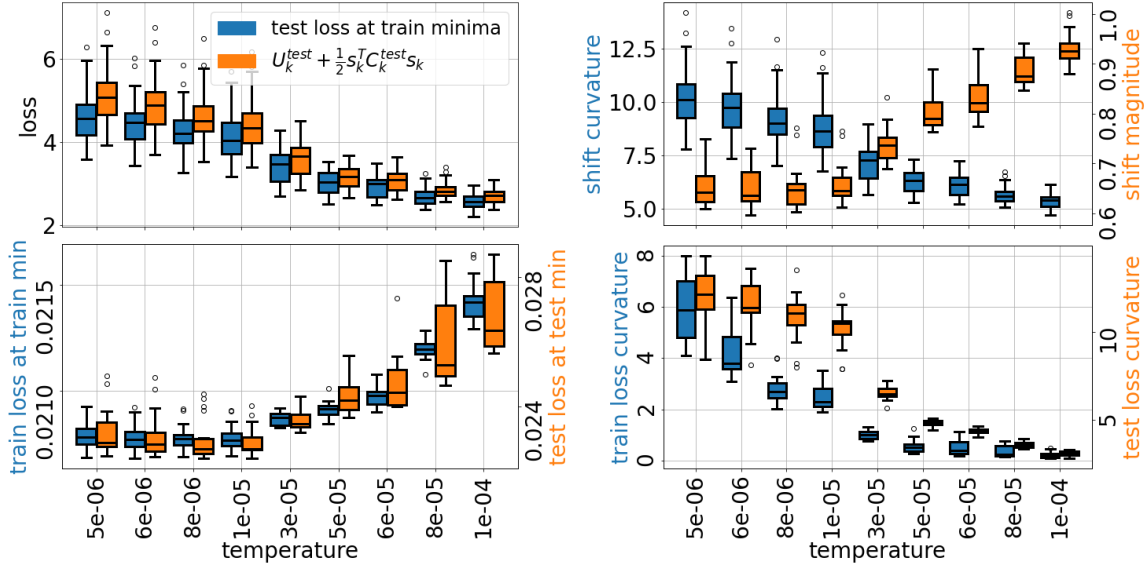 test loss at train minima
U_k^{test} + \frac{1}{2} s_k^T C_k^{test} s_k
loss
6
4
2
shift curvature
12.5
10.0
7.5
5.0
1.0
0.9
0.8
0.7
0.6
shift magnitude
train loss at train min
0.0215
0.0210
0.028
0.024
test loss at test min
5e-06
6e-06
8e-06
1e-05
3e-05
5e-05
6e-05
8e-05
1e-04
temperature
train loss curvature
8
6
4
2
0
10
5
test loss curvature
5e-06
6e-06
8e-06
1e-05
3e-05
5e-05
6e-05
8e-05
1e-04
temperature